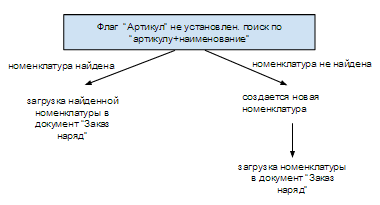 Флаг "Артикул" не установлен, поиск по
"артикулу+наименование"
номенклатура найдена
номенклатура не найдена
загрузка найденной
номенклатуры в
документ "Заказ
наряд"
создается новая
номенклатура
загрузка номенклатуры
в документ "Заказ
наряд"